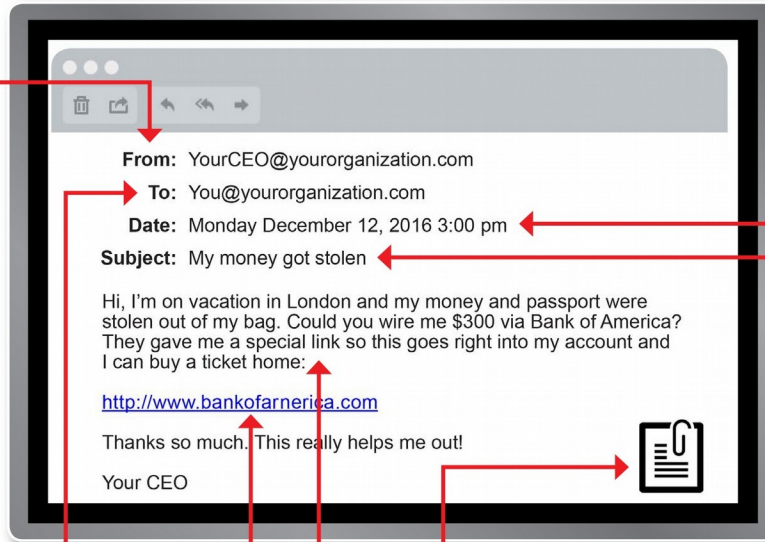 From: YourCEO@yourorganization.com
To: You@yourorganization.com
Date: Monday December 12, 2016 3:00 pm
Subject: My money got stolen
Hi, I'm on vacation in London and my money and passport were
stolen out of my bag. Could you wire me $300 via Bank of America?
They gave me a special link so this goes right into my account and
I can buy a ticket home:
http://www.bankofarnerica.com
Thanks so much. This really helps me out!
Your CEO